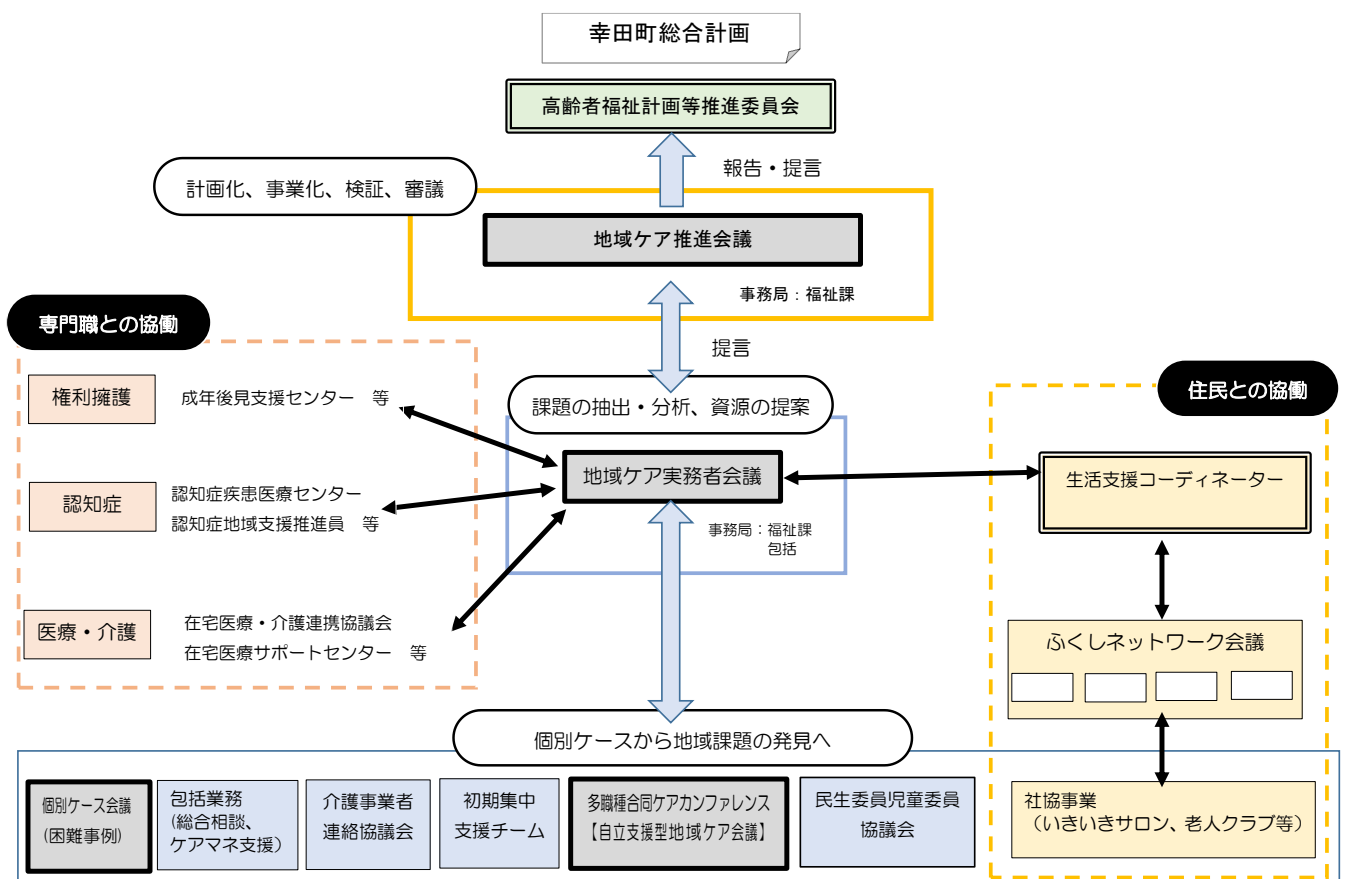 幸田町総合計画
高齢者福祉計画等推進委員会
報告・提言
計画化、事業化、検証、審議
地域ケア推進会議
事務局：福祉課
提言
専門職との協働
権利擁護
成年後見支援センター　等
認知症
認知症疾患医療センター
認知症地域支援推進員　等
医療・介護
在宅医療・介護連携協議会
在宅医療サポートセンター　等
課題の抽出・分析、資源の提案
地域ケア実務者会議
事務局：福祉課
包括
住民との協働
生活支援コーディネーター
ふくしネットワーク会議
社協事業
（いきいきサロン、老人クラブ等）
個別ケースから地域課題の発見へ
個別ケース会議
(困難事例)
包括業務
(総合相談、
ケアマネ支援）
介護事業者
連絡協議会
初期集中
支援チーム
多職種合同ケアカンファレンス
【自立支援型地域ケア会議】
民生委員児童委員
協議会